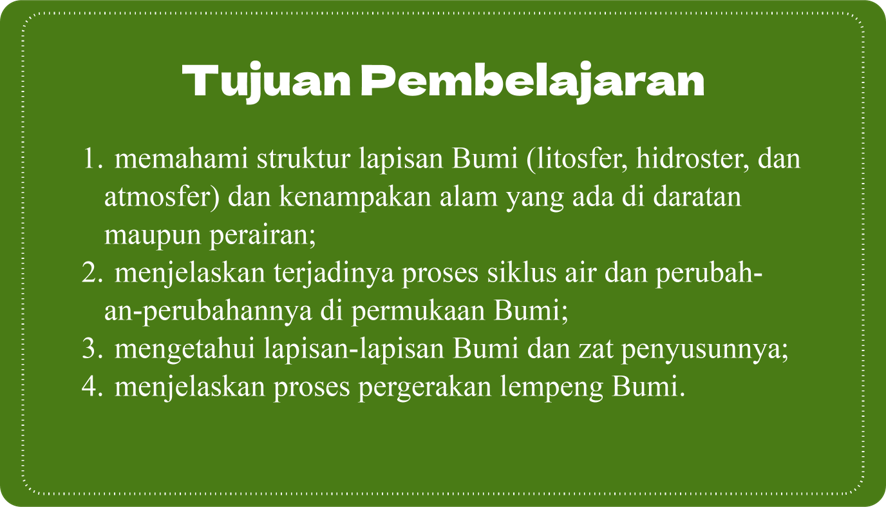 Tujuan Pembelajaran
1. memahami struktur lapisan Bumi (litosfer, hidroster, dan
atmosfer) dan kenampakan alam yang ada di daratan
maupun perairan;
2. menjelaskan terjadinya proses siklus air dan perubah-
an-perubahannya di permukaan Bumi;
3. mengetahui lapisan-lapisan Bumi dan zat penyusunnya;
4. menjelaskan proses pergerakan lempeng Bumi.